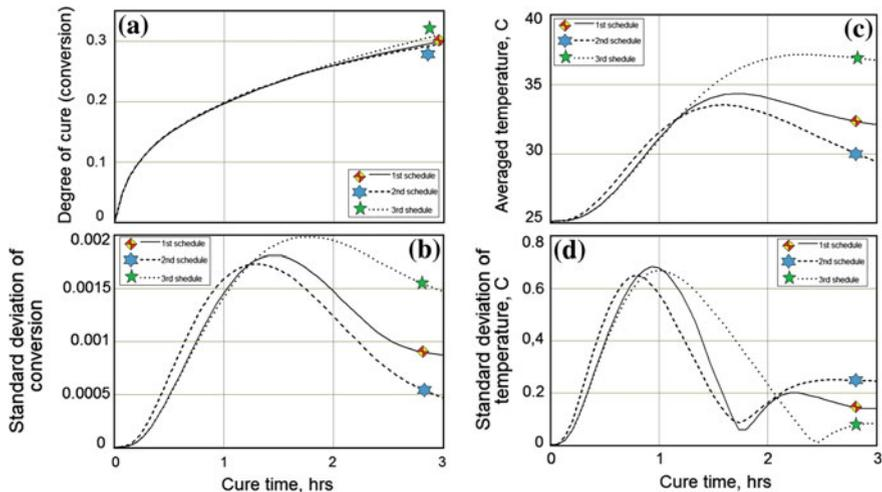 (a)
Degree of cure (conversion)
0.3
0.2
0.1
0
1st schedule
2nd schedule
3rd shedule
(c)
Averaged temperature, C
40
35
30
25
1st schedule
2nd schedule
3rd shedule
(b)
Standard deviation of
conversion
0.002
0.0015
0.001
0.0005
0
1st schedule
2nd schedule
3rd shedule
0
1
2
3
Cure time, hrs
(d)
Standard deviation of
temperature, C
0.8
0.6
0.4
0.2
0
1st schedule
2nd schedule
3rd shedule
0
1
2
3
Cure time, hrs